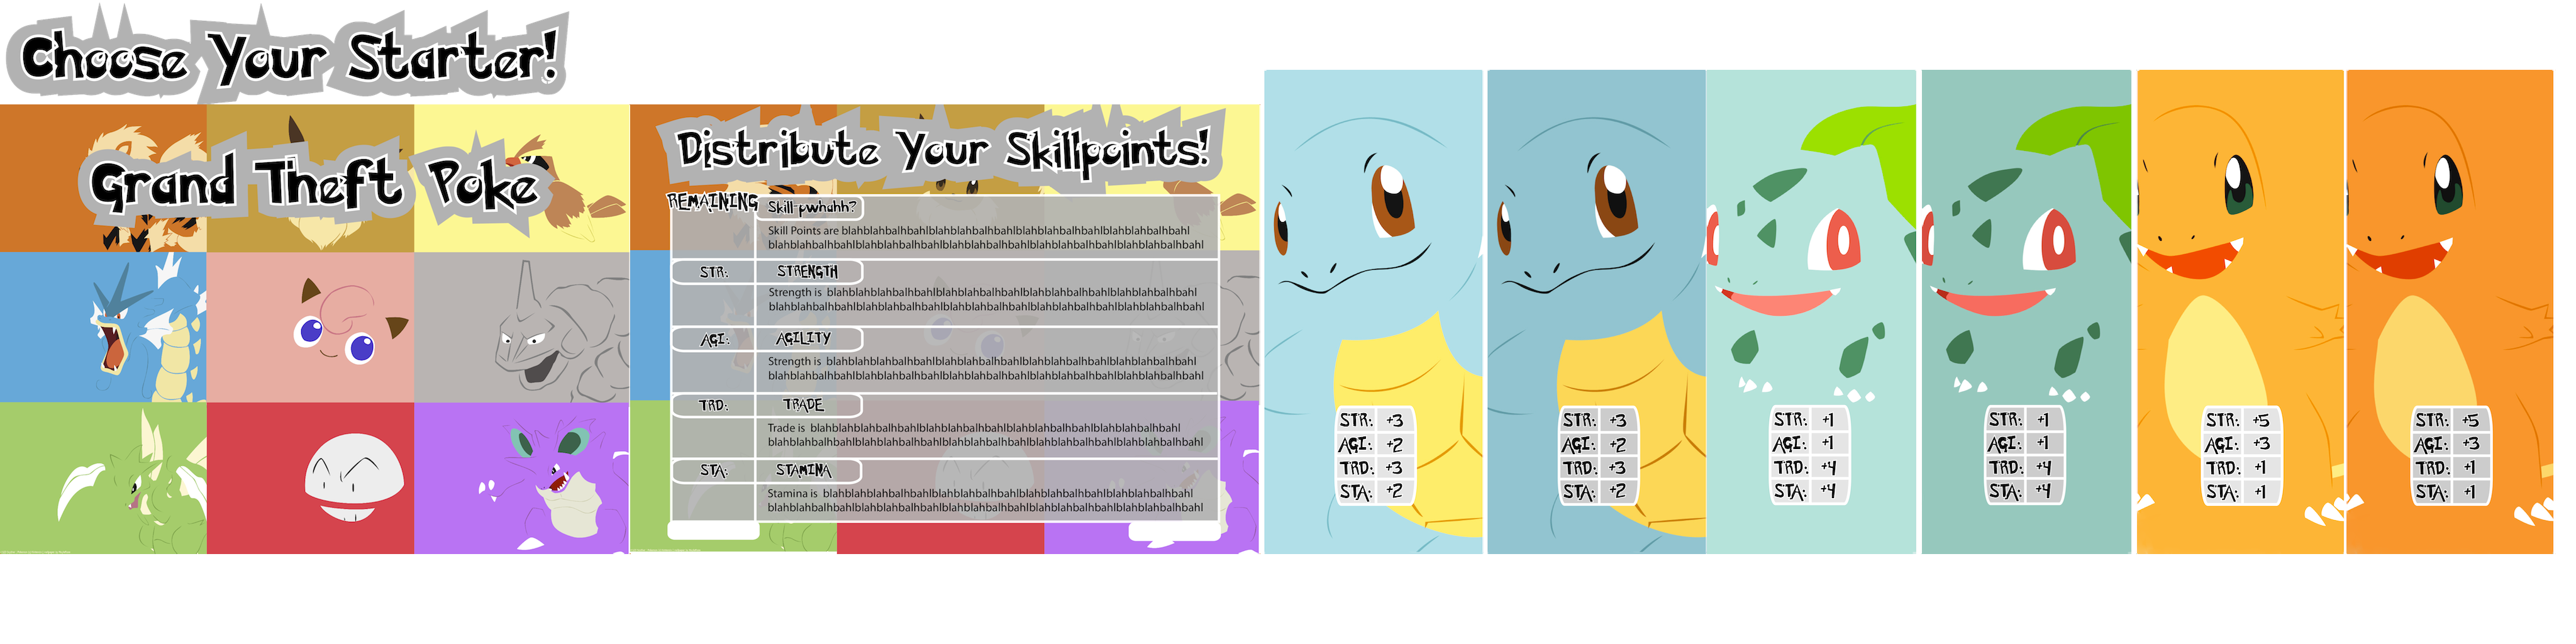 Choose Your Starter!
Grand Theft Poke
Distribute Your Skillpoints!
REMAINING
Skill-pwhahh?
Skill Points are blahblahbalhbahlblahblahbalhbahlblahblahbalhbahlblahblahbalhbahl
blahblahbalhbahlblahblahbalhbahlblahblahbalhbahlblahblahbalhbahlblahblahbalhbahl
STR: STRENGTH
Strength is blahblahblahbalhbahlblahblahbalhbahlblahblahbalhbahlblahblahbalhbahl
blahblahbalhbahlblahblahbalhbahlblahblahbalhbahlblahblahbalhbahlblahblahbalhbahl
AGI: AGILITY
Strength is blahblahblahbalhbahlblahblahbalhbahlblahblahbalhbahlblahblahbalhbahl
blahblahbalhbahlblahblahbalhbahlblahblahbalhbahlblahblahbalhbahlblahblahbalhbahl
TRD: TRADE
Trade is blahblahblahbalhbahlblahblahbalhbahlblahblahbalhbahlblahblahbalhbahl
blahblahbalhbahlblahblahbalhbahlblahblahbalhbahlblahblahbalhbahlblahblahbalhbahl
STA: STAMINA
Stamina is blahblahblahbalhbahlblahblahbalhbahlblahblahbalhbahlblahblahbalhbahl
blahblahbalhbahlblahblahbalhbahlblahblahbalhbahlblahblahbalhbahlblahblahbalhbahl
STR: +3
AGI: +2
TRD: +3
STA: +2
STR: +3
AGI: +2
TRD: +3
STA: +2
STR: +1
AGI: +1
TRD: +4
STA: +4
STR: +1
AGI: +1
TRD: +4
STA: +4
STR: +5
AGI: +3
TRD: +1
STA: +1
STR: +5
AGI: +3
TRD: +1
STA: +1